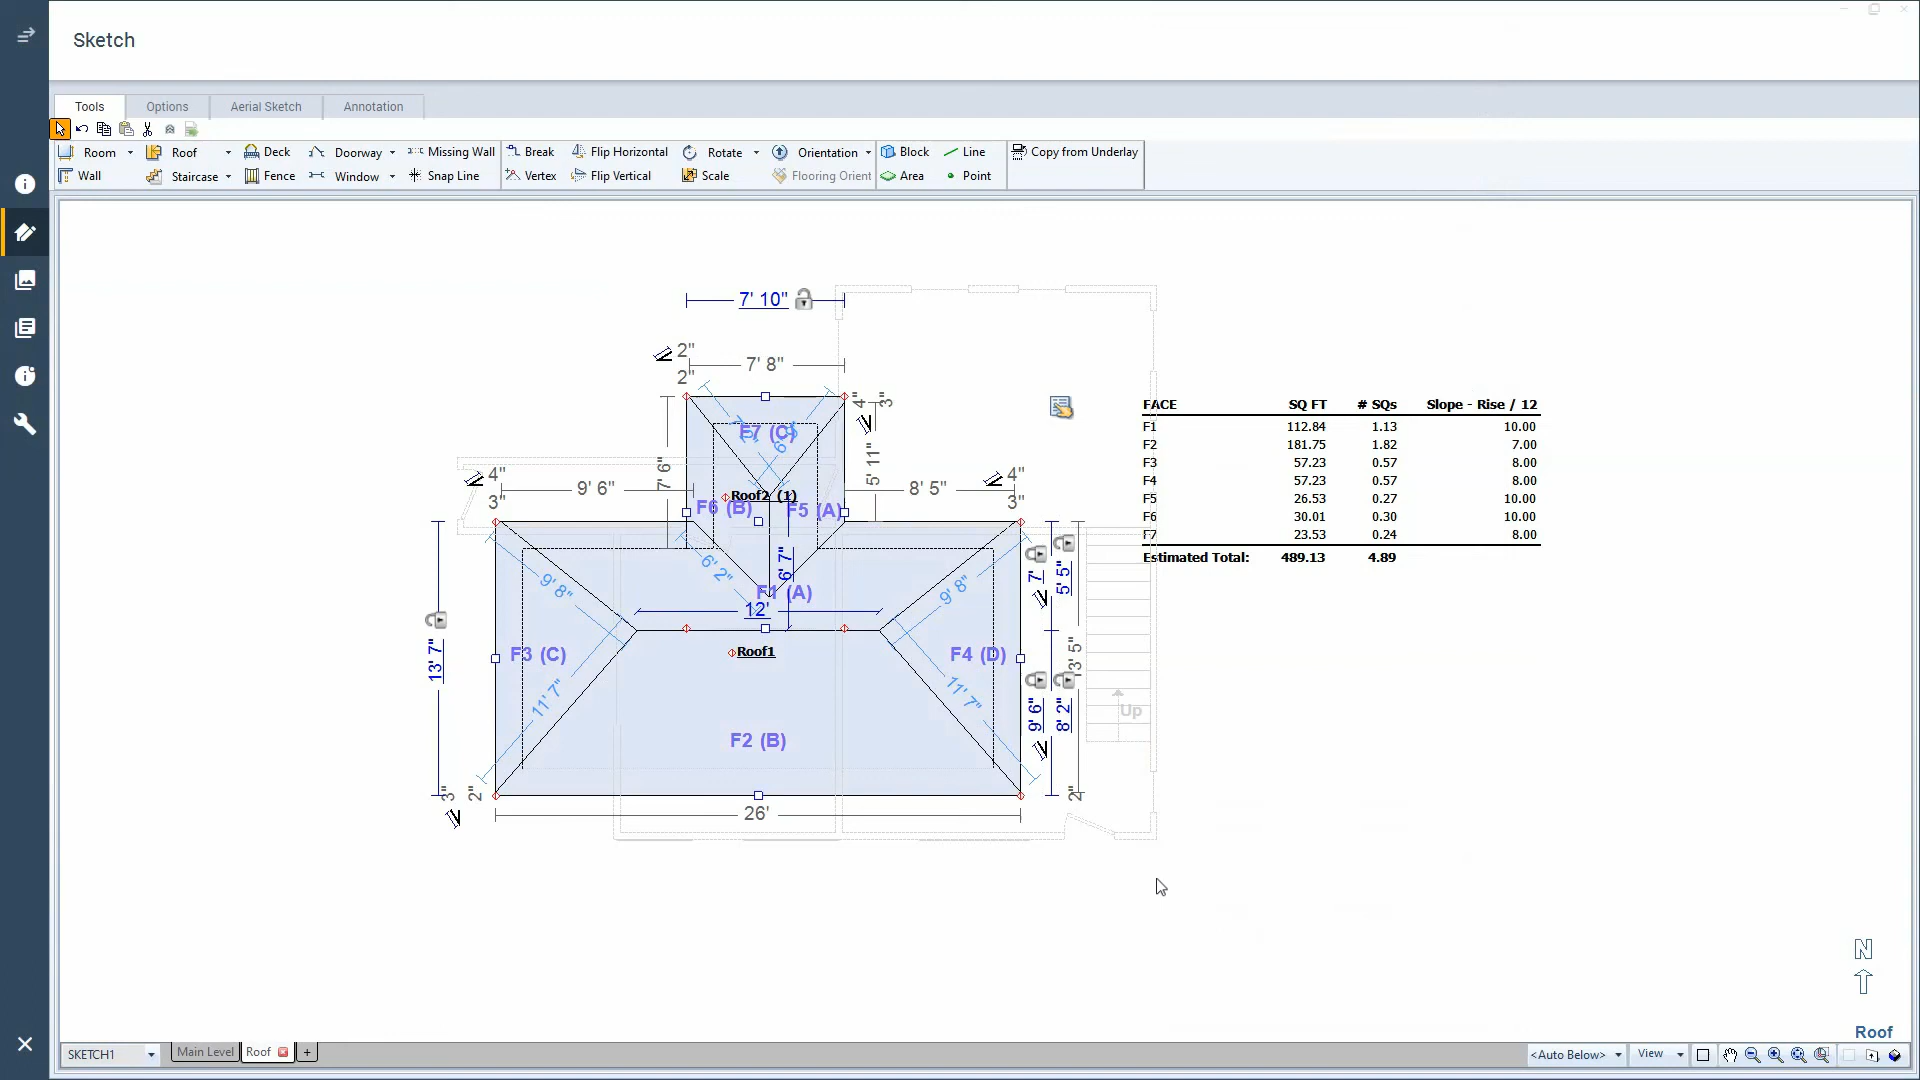 Sketch
Tools Options Aerial Sketch Annotation
Room Roof Deck Doorway Missing Wall Break Flip Horizontal Rotate Orientation Block Line Copy from Underlay
Wall Staircase Fence Window Snap Line Vertex Flip Vertical Scale Flooring Orient Area Point
7' 10"
2"
7' 8"
2"
4"
3"
F7 (C)
6' 8"
7' 6"
5' 11"
4"
9' 6"
8' 5"
4"
3"
3"
Roof2 (1)
F6 (B)
F5 (A)
6' 2"
6' 7"
9' 8"
9' 8"
7'
5' 5"
F1 (A)
12'
13' 7"
F3 (C)
Roof1
F4 (D)
13' 5"
11' 7"
11' 7"
9' 6"
8' 2"
Up
F2 (B)
3"
2"
2"
26'
FACE SQ FT # SQs Slope - Rise / 12
F1 112.84 1.13 10.00
F2 181.75 1.82 7.00
F3 57.23 0.57 8.00
F4 57.23 0.57 8.00
F5 26.53 0.27 10.00
F6 30.01 0.30 10.00
F7 23.53 0.24 8.00
Estimated Total: 489.13 4.89
N
Roof
SKETCH1 Main Level Roof + <Auto Below> View